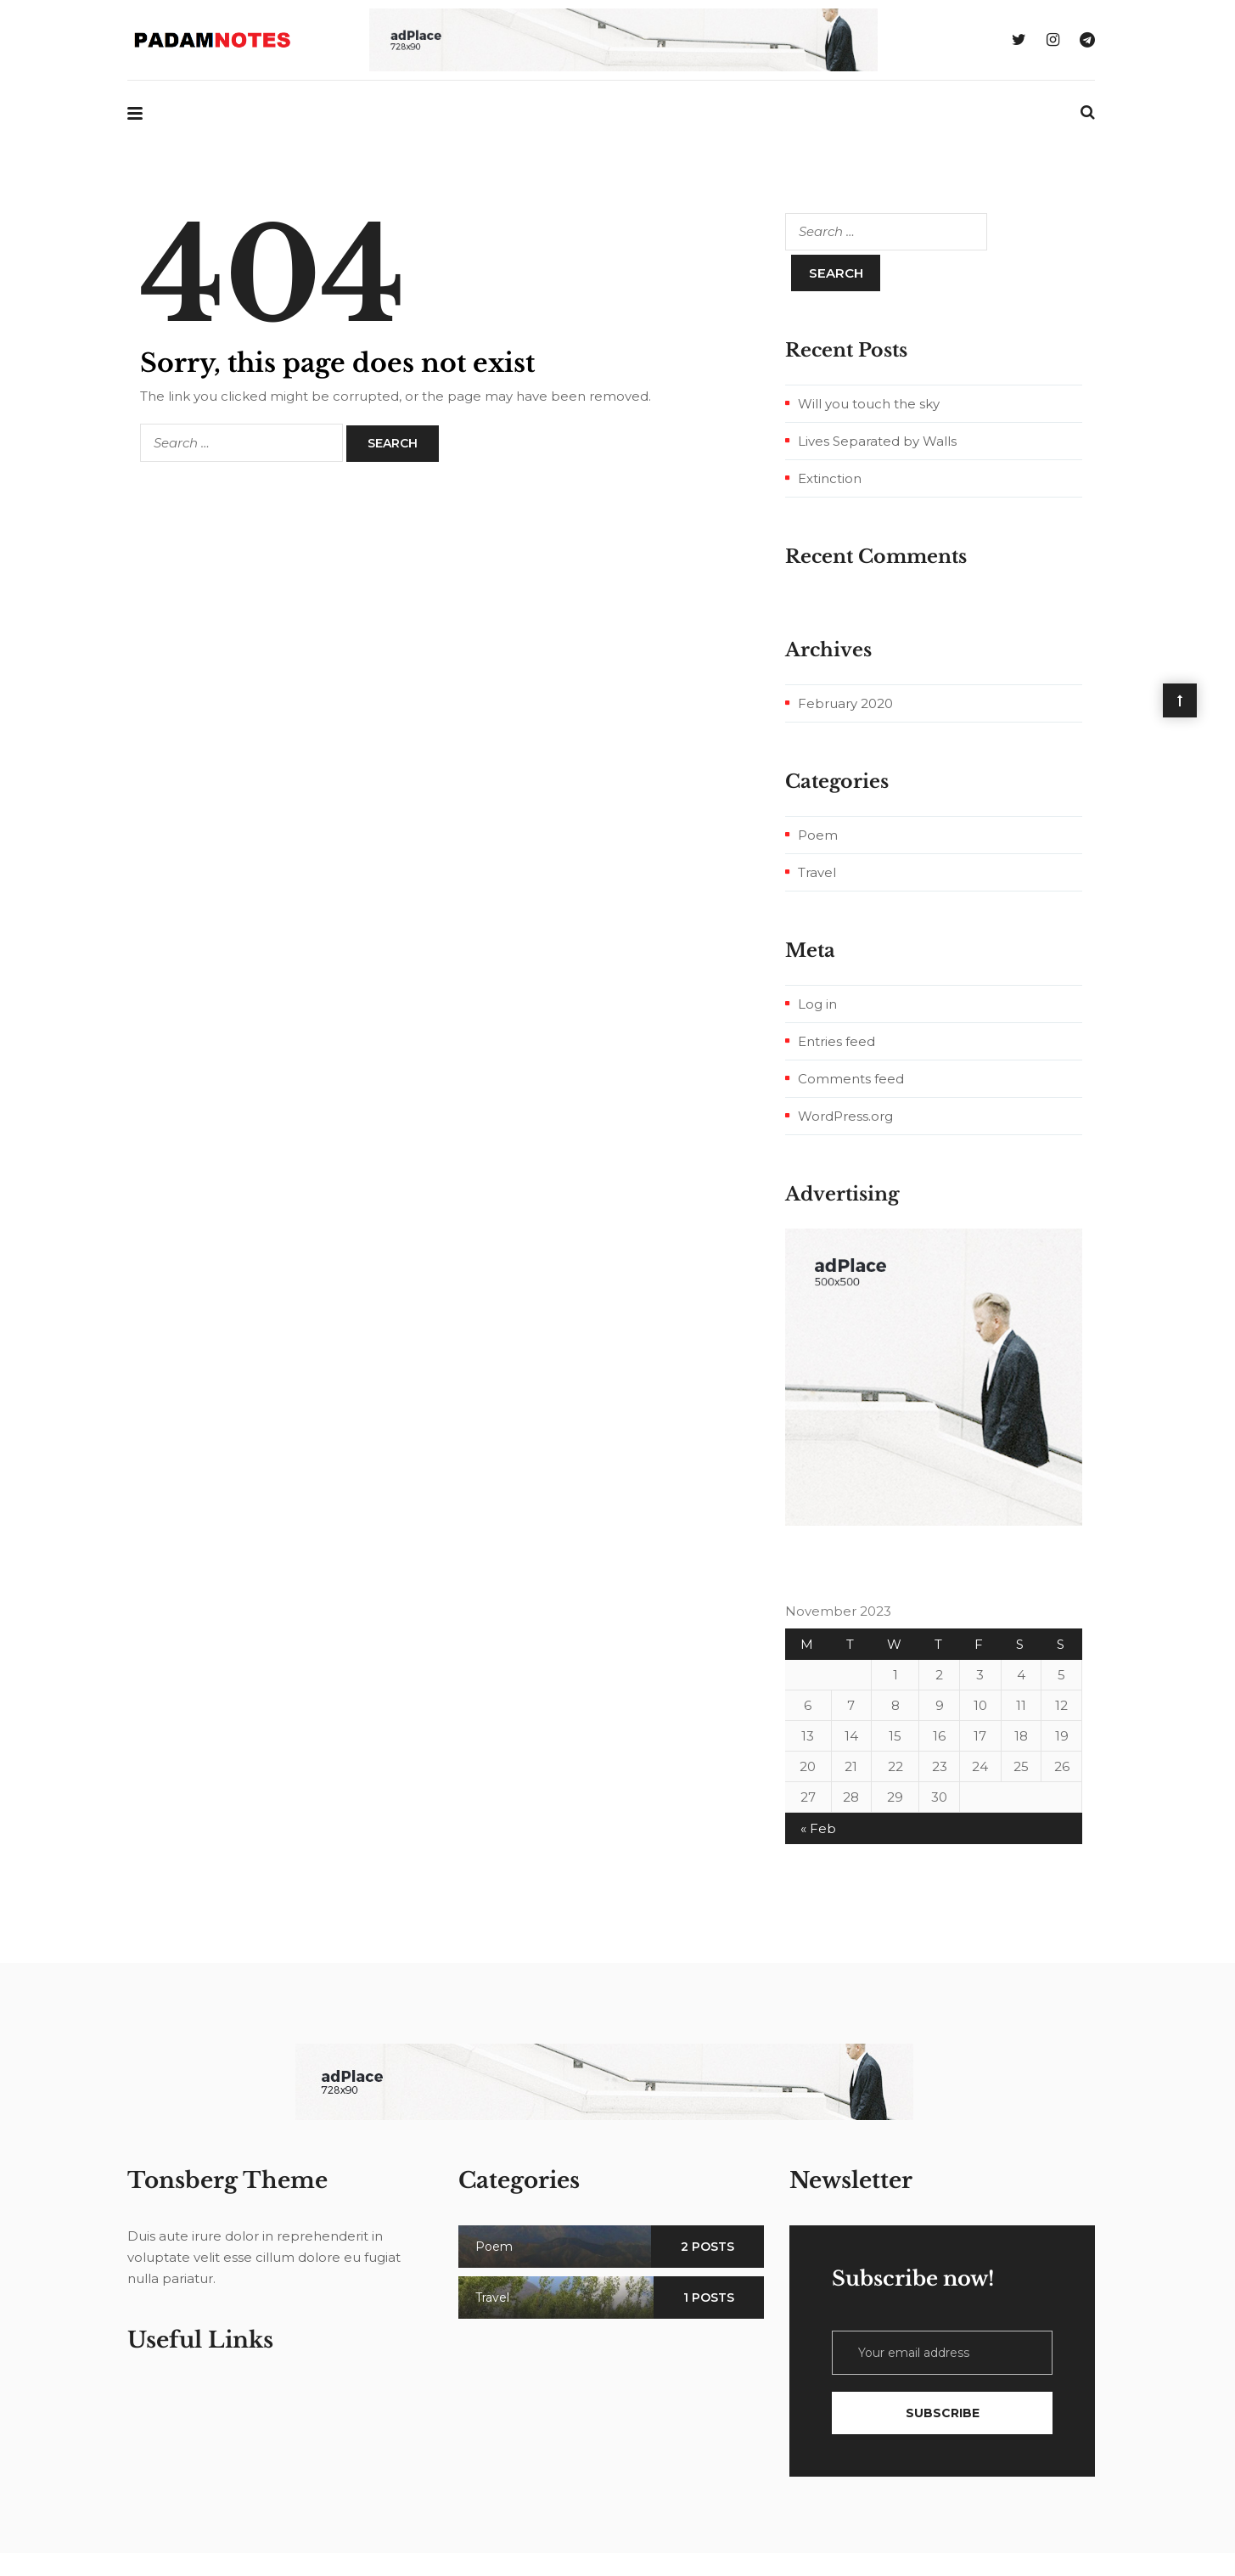 PADAMNOTES
adPlace
728x90
404
Sorry, this page does not exist
The link you clicked might be corrupted, or the page may have been removed.
Search ...
SEARCH
Search ...
SEARCH
Recent Posts
Will you touch the sky
Lives Separated by Walls
Extinction
Recent Comments
Archives
February 2020
Categories
Poem
Travel
Meta
Log in
Entries feed
Comments feed
WordPress.org
Advertising
adPlace
500x500
November 2023
M T W T F S S
1 2 3 4 5
6 7 8 9 10 11 12
13 14 15 16 17 18 19
20 21 22 23 24 25 26
27 28 29 30
« Feb
adPlace
728x90
Tonsberg Theme
Duis aute irure dolor in reprehenderit in
voluptate velit esse cillum dolore eu fugiat
nulla pariatur.
Useful Links
Categories
Poem 2 POSTS
Travel 1 POSTS
Newsletter
Subscribe now!
Your email address
SUBSCRIBE